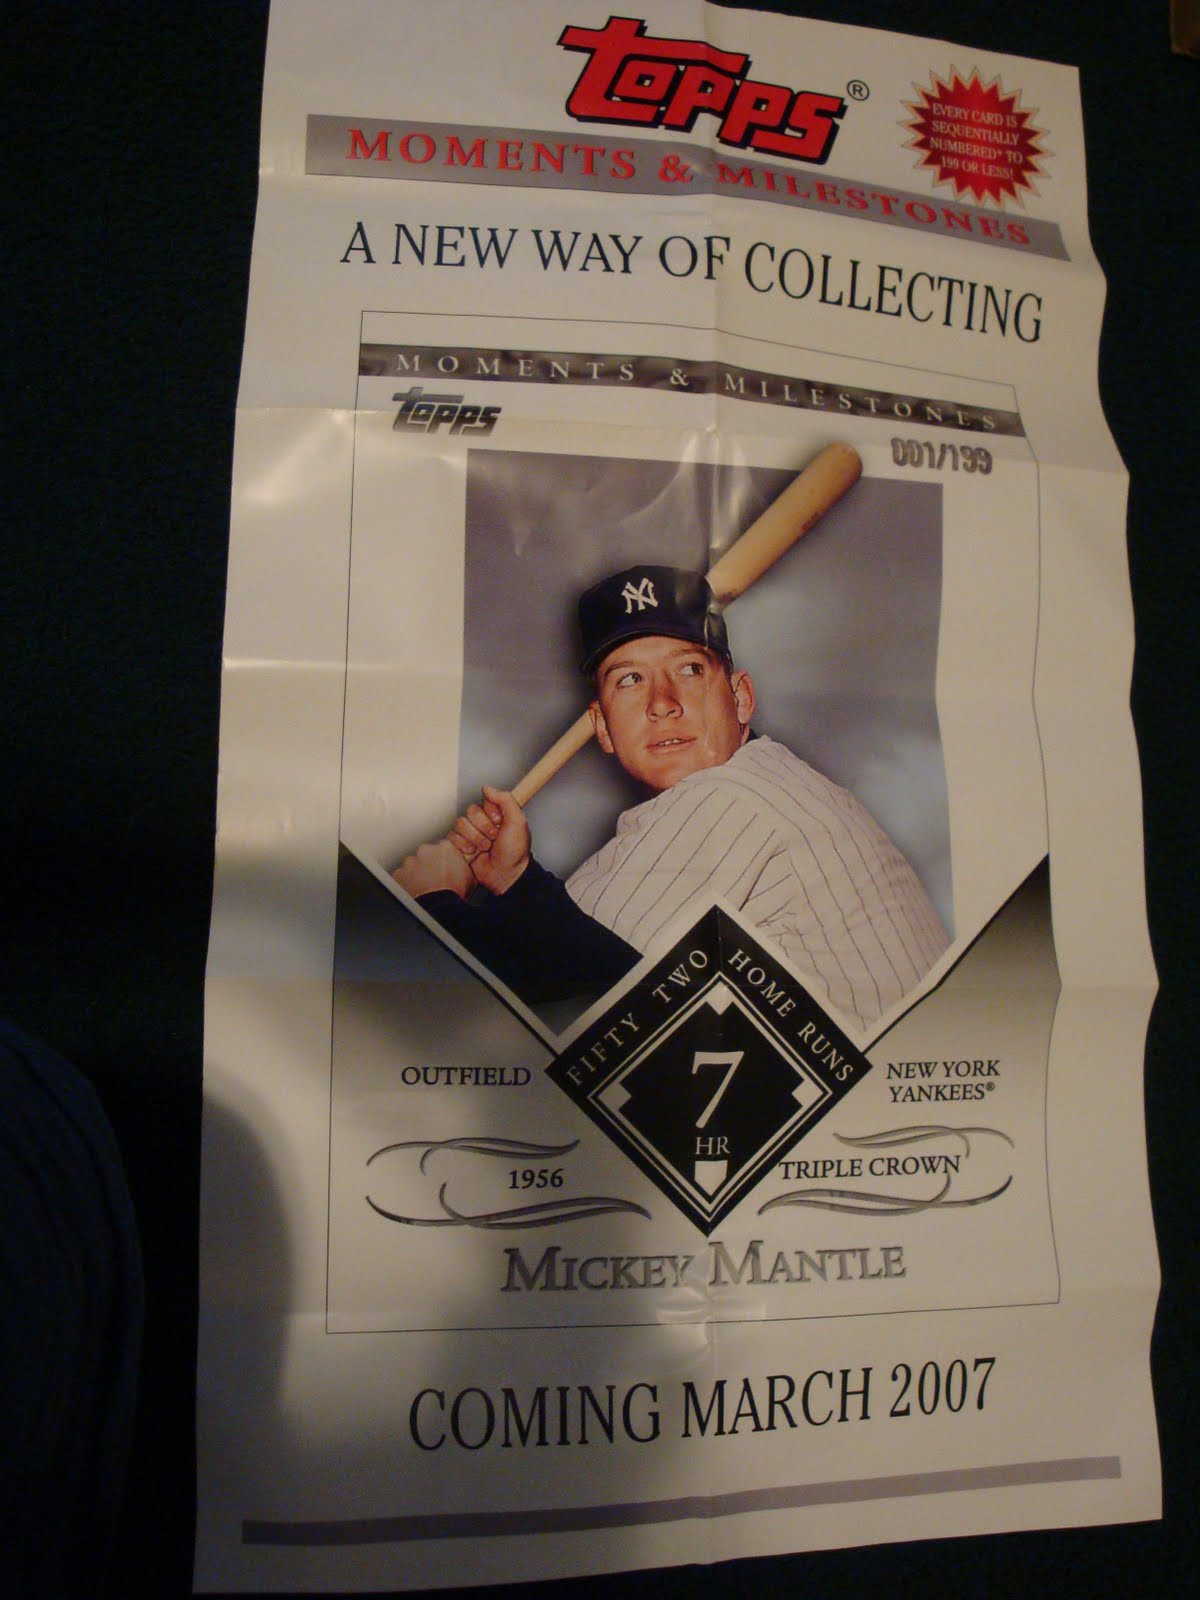 Topps®
EVERY CARD IS
SEQUENTIALLY
NUMBERED* TO
199 OR LESS!
MOMENTS & MILESTONES
A NEW WAY OF COLLECTING
MOMENTS & MILESTONES
Topps
001/199
NY
FIFTY TWO HOME RUNS
7
HR
OUTFIELD
NEW YORK
YANKEES®
1956
TRIPLE CROWN
MICKEY MANTLE
COMING MARCH 2007